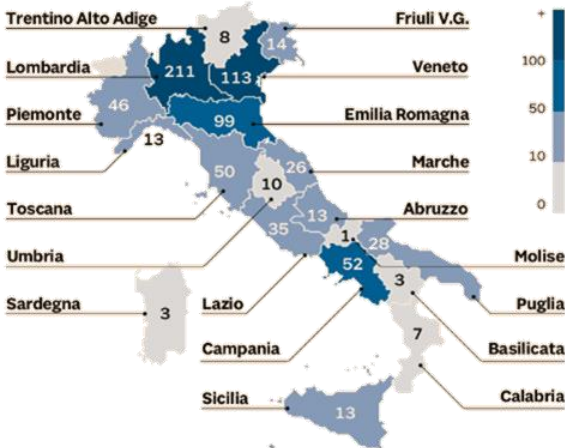 Trentino Alto Adige
8
Friuli V.G.
14
+
Lombardia
211
113
Veneto
100
Piemonte
46
99
Emilia Romagna
50
Liguria
13
26
Marche
10
Toscana
50
10
13
Abruzzo
0
Umbria
35
1
28
Molise
52
3
Sardegna
3
Lazio
Puglia
Campania
7
Basilicata
Sicilia
13
Calabria